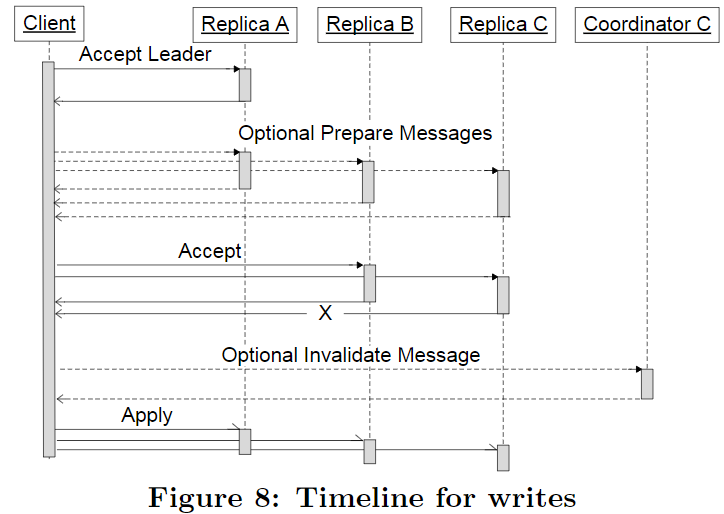 Client
Replica A
Replica B
Replica C
Coordinator C
Accept Leader
Optional Prepare Messages
Accept
X
Optional Invalidate Message
Apply
Figure 8: Timeline for writes